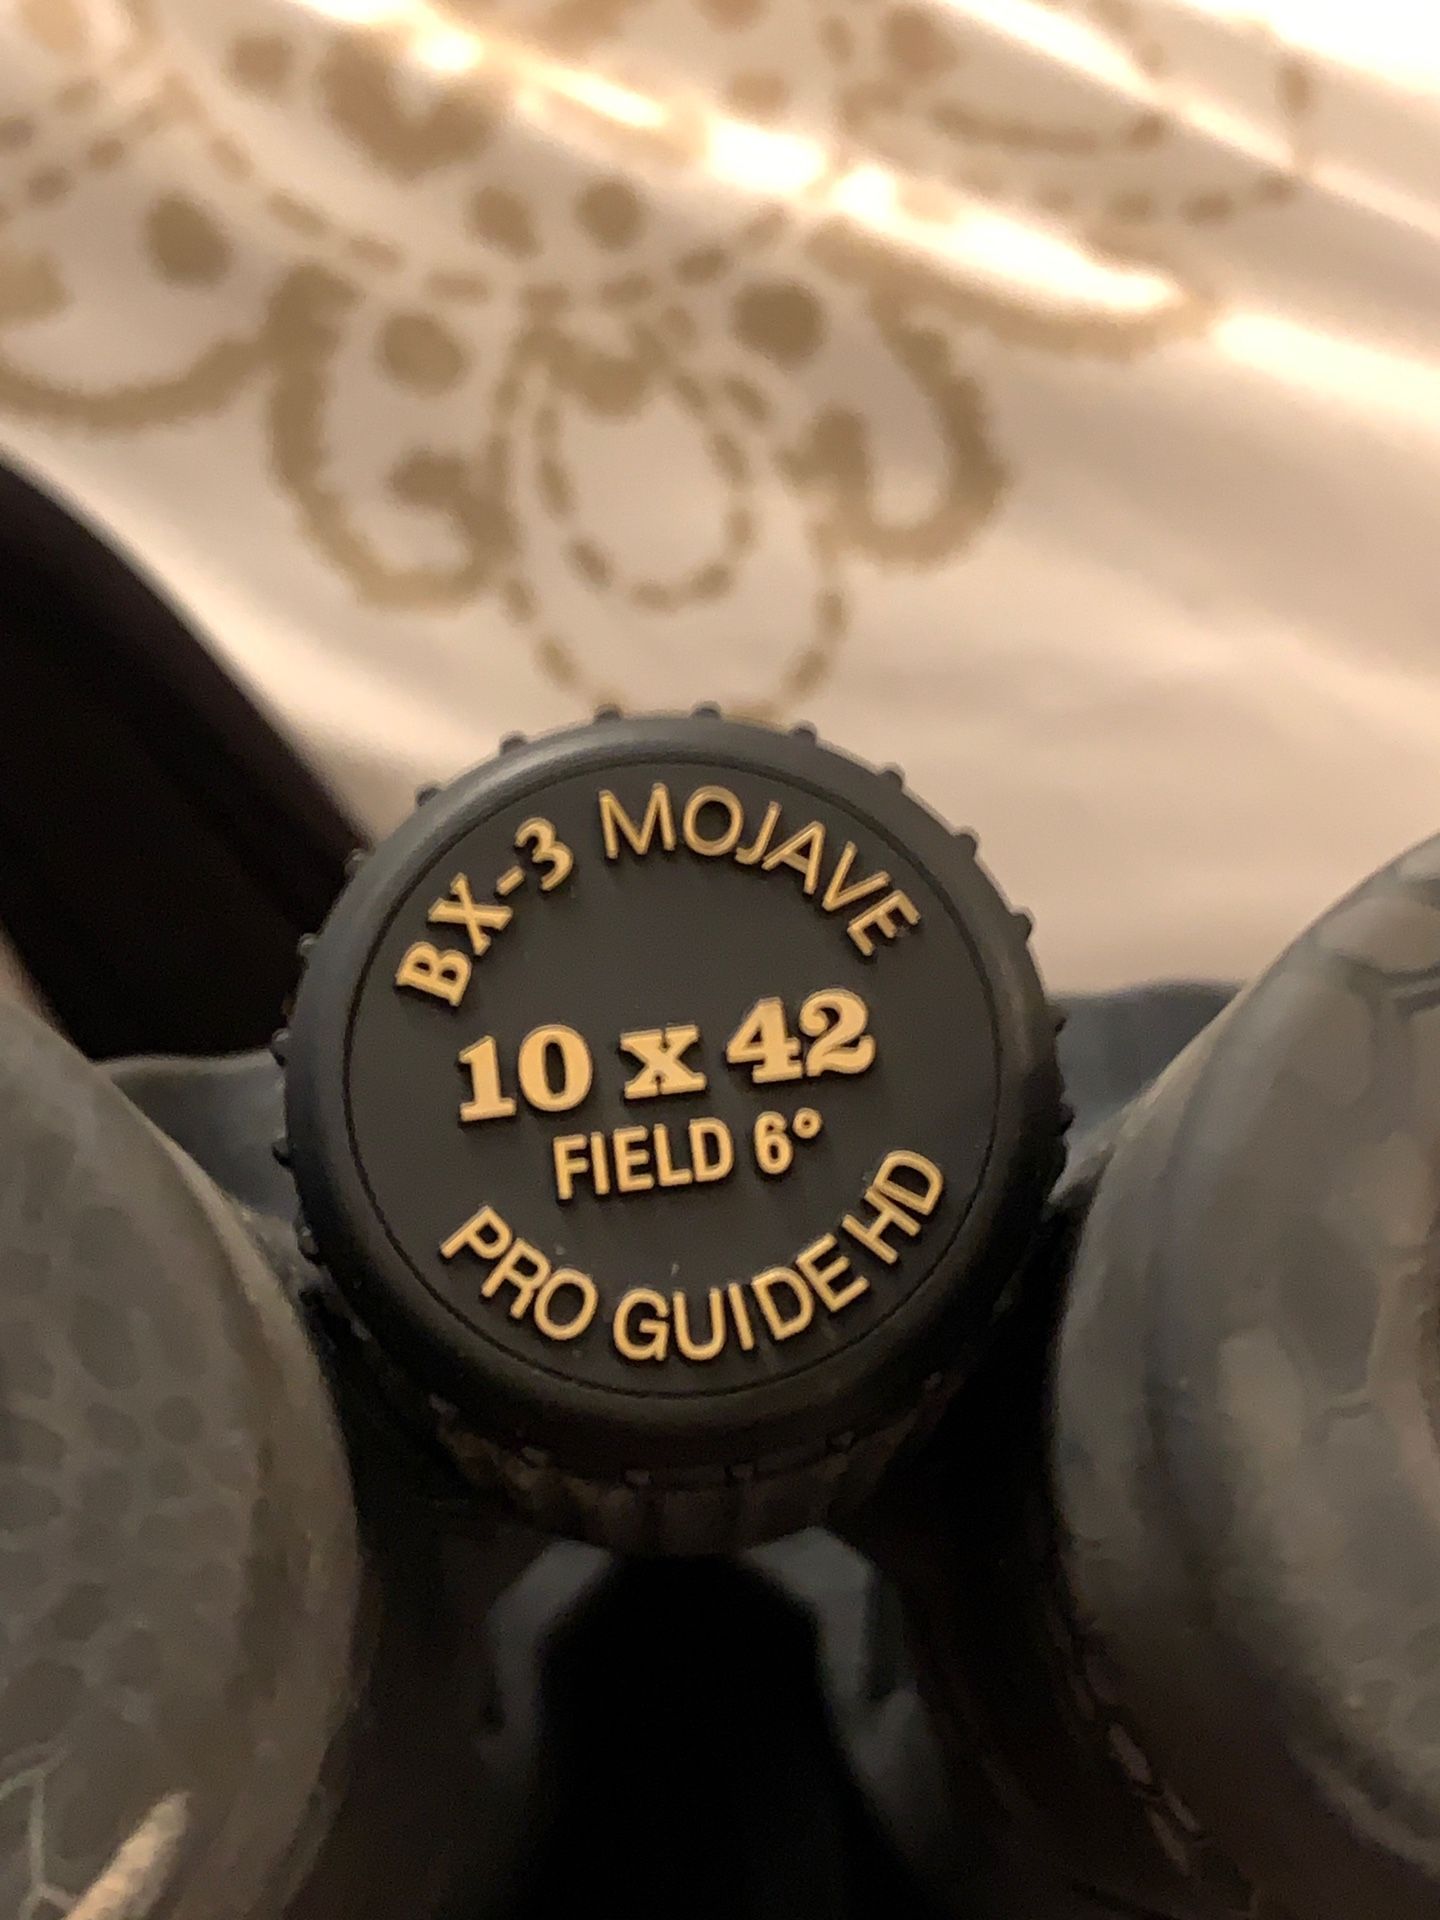 BX-3 MOJAVE
10 x 42
FIELD 6°
PRO GUIDE HD